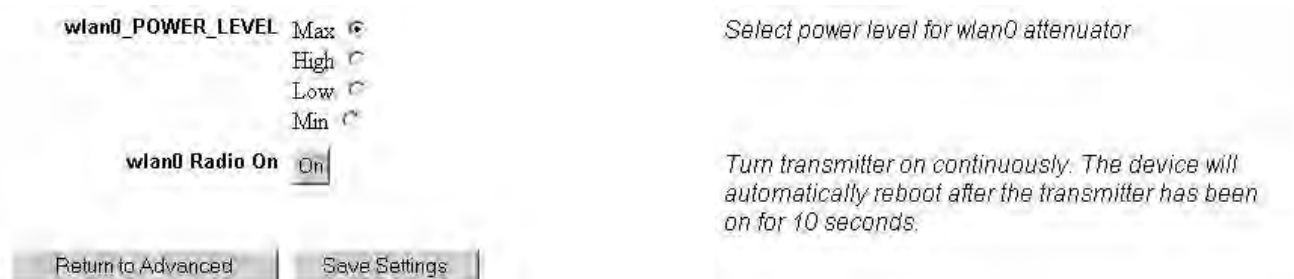 wlan0_POWER_LEVEL Max Select power level for wlan0 attenuator
High
Low
Min
wlan0 Radio On On Turn transmitter on continuously. The device will
automatically reboot after the transmitter has been
on for 10 seconds.
Return to Advanced Save Settings